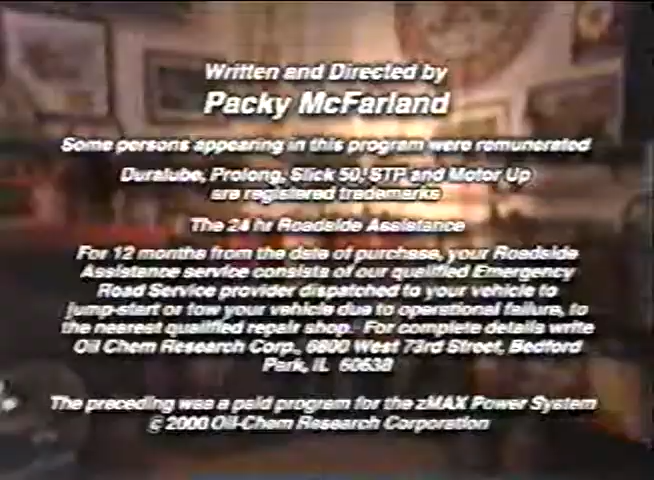 Written and Directed by
Packy McFarland
Some persons appearing in this program were remunerated
Duralube, Prolong, Slick 50, STP and Motor Up
are registered trademarks
The 24 hr Roadside Assistance
For 12 months from the date of purchase, your Roadside
Assistance service consists of our qualified Emergency
Road Service provider dispatched to your vehicle to
jump-start or tow your vehicle due to operational failure, to
the nearest qualified repair shop. For complete details write
Oil Chem Research Corp., 6800 West 73rd Street, Bedford
Park, IL 60638
The preceding was a paid program for the zMAX Power System
© 2000 Oil-Chem Research Corporation